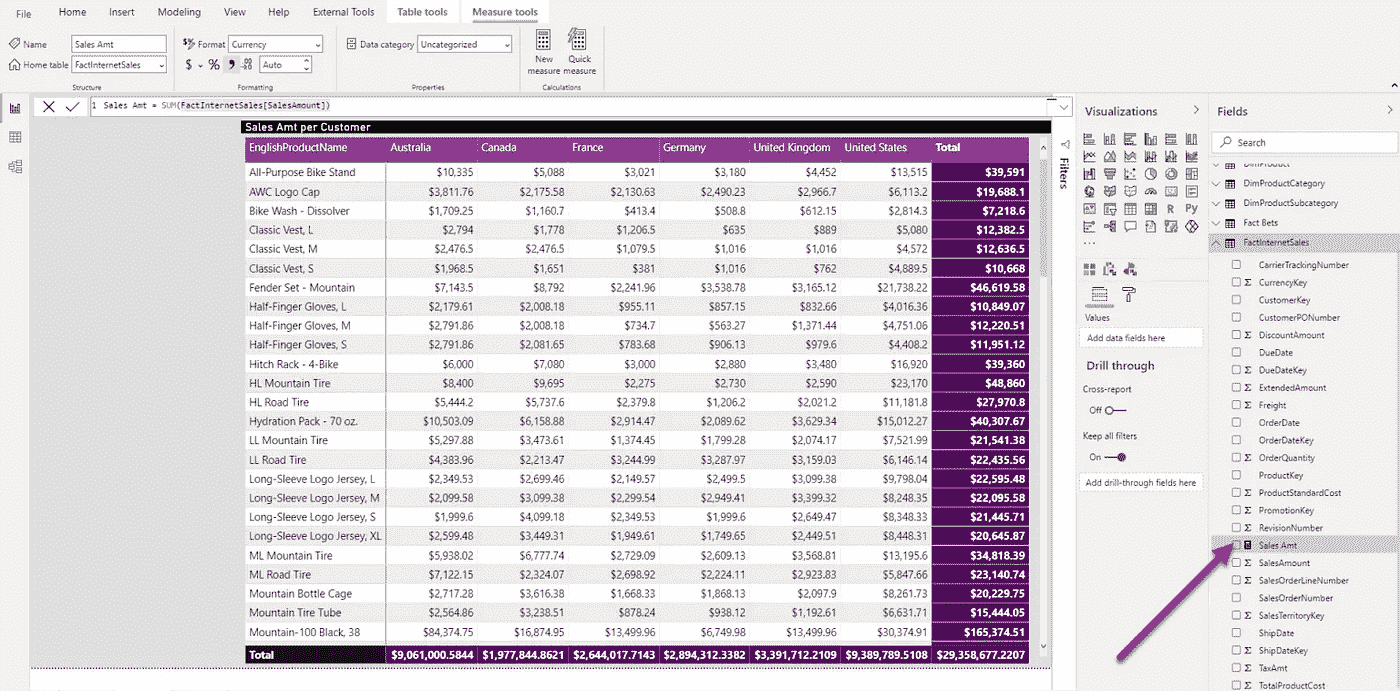 File Home Insert Modeling View Help External Tools Table tools Measure tools
Name Sales Amt
Home table FactInternetSales
Structure
Format Currency
$ % , Auto
Formatting
Data category Uncategorized
Properties
New measure
Quick measure
Calculations
1 Sales Amt = SUM(FactInternetSales[SalesAmount])
Sales Amt per Customer
EnglishProductName Australia Canada France Germany United Kingdom United States Total
All-Purpose Bike Stand $10,335 $5,088 $3,021 $3,180 $4,452 $13,515 $39,591
AWC Logo Cap $3,811.76 $2,175.58 $2,130.63 $2,490.23 $2,966.7 $6,113.2 $19,688.1
Bike Wash - Dissolver $1,709.25 $1,160.7 $413.4 $508.8 $612.15 $2,814.3 $7,218.6
Classic Vest, L $2,794 $1,778 $1,206.5 $635 $889 $5,080 $12,382.5
Classic Vest, M $2,476.5 $2,476.5 $1,079.5 $1,016 $1,016 $4,572 $12,636.5
Classic Vest, S $1,968.5 $1,651 $381 $1,016 $762 $4,889.5 $10,668
Fender Set - Mountain $7,143.5 $8,792 $2,241.96 $3,538.78 $3,165.12 $21,738.22 $46,619.58
Half-Finger Gloves, L $2,179.61 $2,008.18 $955.11 $857.15 $832.66 $4,016.36 $10,849.07
Half-Finger Gloves, M $2,791.86 $2,008.18 $734.7 $563.27 $1,371.44 $4,751.06 $12,220.51
Half-Finger Gloves, S $2,791.86 $2,081.65 $783.68 $906.13 $979.6 $4,408.2 $11,951.12
Hitch Rack - 4-Bike $6,000 $7,080 $3,000 $2,880 $3,480 $16,920 $39,360
HL Mountain Tire $8,400 $9,695 $2,275 $2,730 $2,590 $23,170 $48,860
HL Road Tire $5,444.2 $5,737.6 $2,379.8 $1,206.2 $2,021.2 $11,181.8 $27,970.8
Hydration Pack - 70 oz. $10,503.09 $6,158.88 $2,914.47 $2,089.62 $3,629.34 $15,012.27 $40,307.67
LL Mountain Tire $5,297.88 $3,473.61 $1,374.45 $1,799.28 $2,074.17 $7,521.99 $21,541.38
LL Road Tire $4,383.96 $2,213.47 $3,244.99 $3,287.97 $3,159.03 $6,146.14 $22,435.56
Long-Sleeve Logo Jersey, L $2,349.53 $2,699.46 $2,149.57 $2,499.5 $3,099.38 $9,798.04 $22,595.48
Long-Sleeve Logo Jersey, M $2,099.58 $3,099.38 $2,299.54 $2,949.41 $3,399.32 $8,248.35 $22,095.58
Long-Sleeve Logo Jersey, S $1,999.6 $4,099.18 $2,349.53 $1,999.6 $2,649.47 $8,348.33 $21,445.71
Long-Sleeve Logo Jersey, XL $2,599.48 $3,449.31 $1,949.61 $1,749.65 $2,449.51 $8,448.31 $20,645.87
ML Mountain Tire $5,938.02 $6,777.74 $2,729.09 $2,609.13 $3,568.81 $13,195.6 $34,818.39
ML Road Tire $7,122.15 $2,324.07 $2,698.92 $2,224.11 $2,923.83 $5,847.66 $23,140.74
Mountain Bottle Cage $2,717.28 $3,616.38 $1,668.33 $1,868.13 $2,097.9 $8,261.73 $20,229.75
Mountain Tire Tube $2,564.86 $3,238.51 $878.24 $938.12 $1,192.61 $6,631.71 $15,444.05
Mountain-100 Black, 38 $84,374.75 $16,874.95 $13,499.96 $6,749.98 $13,499.96 $30,374.91 $165,374.51
Total $9,061,000.5844 $1,977,844.8621 $2,644,017.7143 $2,894,312.3382 $3,391,712.2109 $9,389,789.5108 $29,358,677.2207
Filters
Visualizations
R Py
Values
Add data fields here
Drill through
Cross-report
Off
Keep all filters
On
Add drill-through fields here
Fields
Search
DimProduct
DimProductCategory
DimProductSubcategory
Fact Bets
FactInternetSales
CarrierTrackingNumber
CurrencyKey
CustomerKey
CustomerPONumber
DiscountAmount
DueDate
DueDateKey
ExtendedAmount
Freight
OrderDate
OrderDateKey
OrderQuantity
ProductKey
ProductStandardCost
PromotionKey
RevisionNumber
Sales Amt
SalesAmount
SalesOrderLineNumber
SalesOrderNumber
SalesTerritoryKey
ShipDate
ShipDateKey
TaxAmt
TotalProductCost